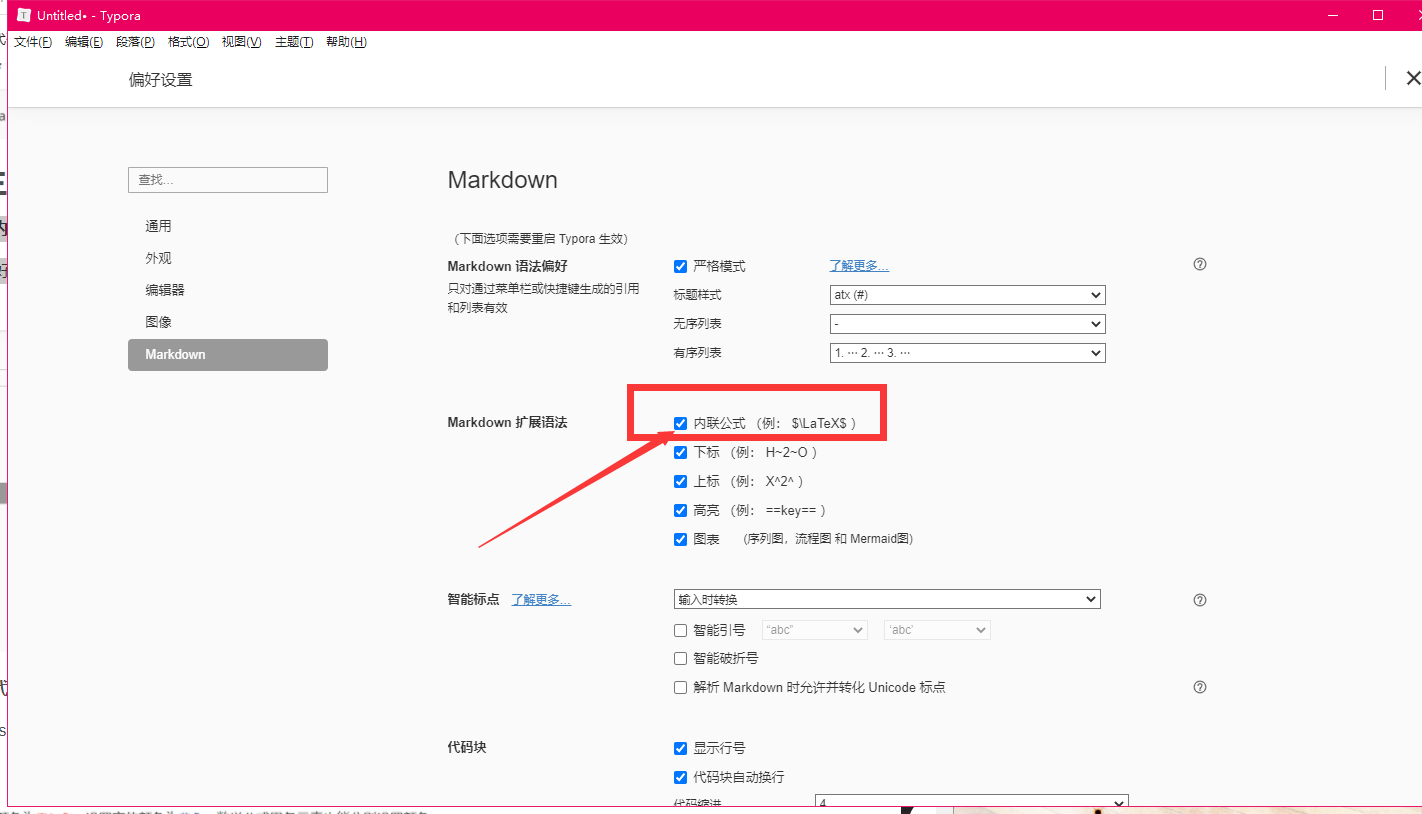 Untitled• - Typora
文件(F) 编辑(E) 段落(P) 格式(O) 视图(V) 主题(T) 帮助(H)
偏好设置
查找...
通用
外观
编辑器
图像
Markdown
Markdown
（下面选项需要重启 Typora 生效）
Markdown 语法偏好
只对通过菜单栏或快捷键生成的引用
和列表有效
严格模式 了解更多...
标题样式 atx (#)
无序列表 -
有序列表 1. ··· 2. ··· 3. ···
Markdown 扩展语法
内联公式 （例： $\LaTeX$ ）
下标 （例： H~2~O ）
上标 （例： X^2^ ）
高亮 （例： ==key== ）
图表 (序列图，流程图 和 Mermaid图)
智能标点 了解更多... 输入时转换
智能引号 “abc” ‘abc’
智能破折号
解析 Markdown 时允许并转化 Unicode 标点
代码块
显示行号
代码块自动换行
代码缩进 4